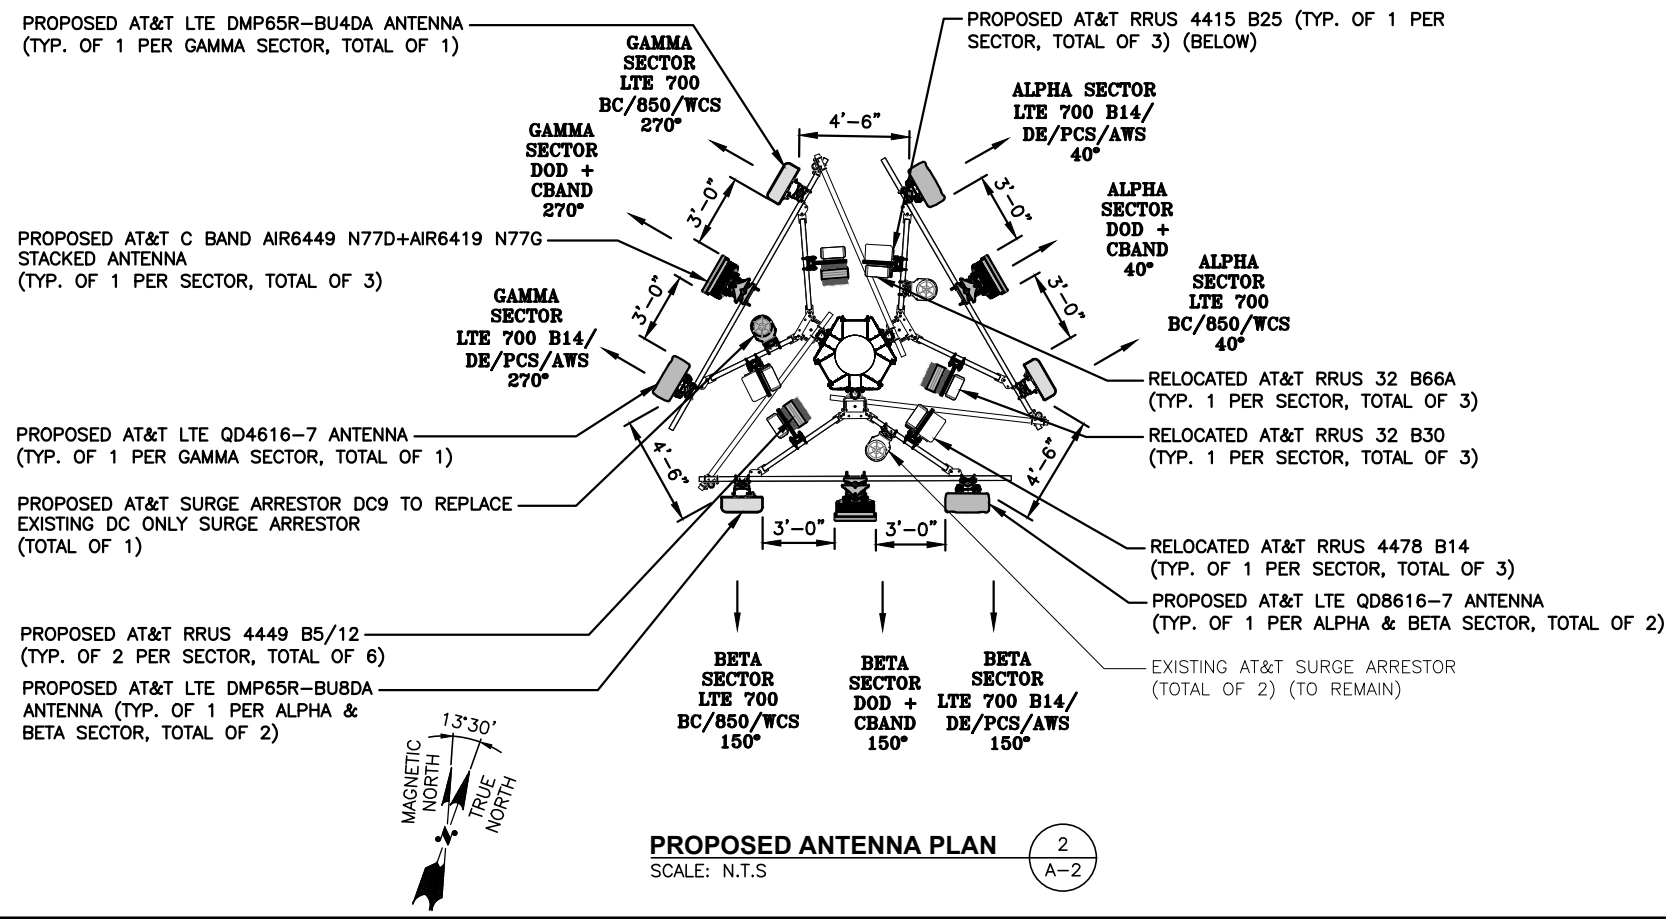 PROPOSED AT&T LTE DMP65R-BU4DA ANTENNA
(TYP. OF 1 PER GAMMA SECTOR, TOTAL OF 1)
PROPOSED AT&T RRUS 4415 B25 (TYP. OF 1 PER
SECTOR, TOTAL OF 3) (BELOW)
GAMMA
SECTOR
LTE 700
BC/850/WCS
270°
4'-6"
ALPHA SECTOR
LTE 700 B14/
DE/PCS/AWS
40°
GAMMA
SECTOR
DOD +
CBAND
270°
3'-0"
3'-0"
ALPHA
SECTOR
DOD +
CBAND
40°
PROPOSED AT&T C BAND AIR6449 N77D+AIR6419 N77G
STACKED ANTENNA
(TYP. OF 1 PER SECTOR, TOTAL OF 3)
3'-0"
3'-0"
ALPHA
SECTOR
LTE 700
BC/850/WCS
40°
GAMMA
SECTOR
LTE 700 B14/
DE/PCS/AWS
270°
RELOCATED AT&T RRUS 32 B66A
(TYP. 1 PER SECTOR, TOTAL OF 3)
PROPOSED AT&T LTE QD4616-7 ANTENNA
(TYP. OF 1 PER GAMMA SECTOR, TOTAL OF 1)
RELOCATED AT&T RRUS 32 B30
(TYP. 1 PER SECTOR, TOTAL OF 3)
4'-6"
4'-6"
PROPOSED AT&T SURGE ARRESTOR DC9 TO REPLACE
EXISTING DC ONLY SURGE ARRESTOR
(TOTAL OF 1)
3'-0"
3'-0"
RELOCATED AT&T RRUS 4478 B14
(TYP. OF 1 PER SECTOR, TOTAL OF 3)
PROPOSED AT&T LTE QD8616-7 ANTENNA
(TYP. OF 1 PER ALPHA & BETA SECTOR, TOTAL OF 2)
PROPOSED AT&T RRUS 4449 B5/12
(TYP. OF 2 PER SECTOR, TOTAL OF 6)
EXISTING AT&T SURGE ARRESTOR
(TOTAL OF 2) (TO REMAIN)
PROPOSED AT&T LTE DMP65R-BU8DA
ANTENNA (TYP. OF 1 PER ALPHA &
BETA SECTOR, TOTAL OF 2)
BETA
SECTOR
LTE 700
BC/850/WCS
150°
BETA
SECTOR
DOD +
CBAND
150°
BETA
SECTOR
LTE 700 B14/
DE/PCS/AWS
150°
13°30'
MAGNETIC
NORTH
TRUE
NORTH
N
PROPOSED ANTENNA PLAN
SCALE: N.T.S
2
A-2